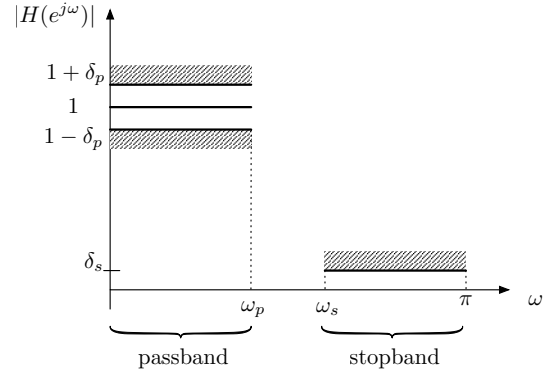 |H(e^{jω})|
1 + δ_p
1
1 − δ_p
δ_s
ω_p ω_s π ω
passband stopband